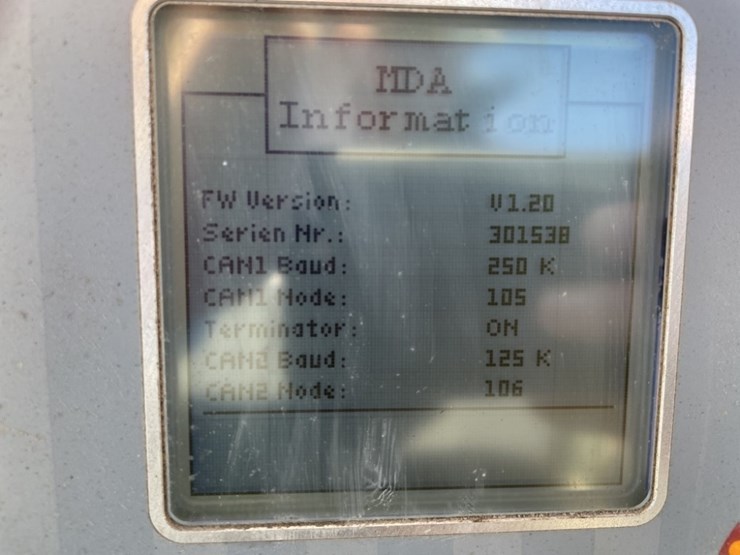 MDA
Information
FW Version: V1.20
Serien Nr.: 301538
CAN1 Baud: 250 K
CAN1 Node: 105
Terminator: ON
CAN2 Baud: 125 K
CAN2 Node: 106